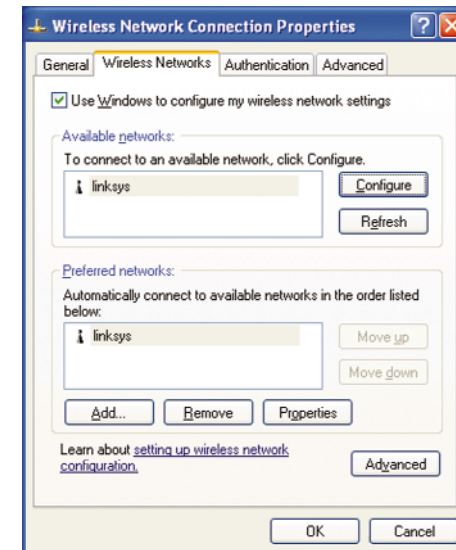 Wireless Network Connection Properties
General Wireless Networks Authentication Advanced
Use Windows to configure my wireless network settings
Available networks:
To connect to an available network, click Configure.
linksys
Configure
Refresh
Preferred networks:
Automatically connect to available networks in the order listed
below:
linksys
Move up
Move down
Add... Remove Properties
Learn about setting up wireless network
configuration.
Advanced
OK Cancel